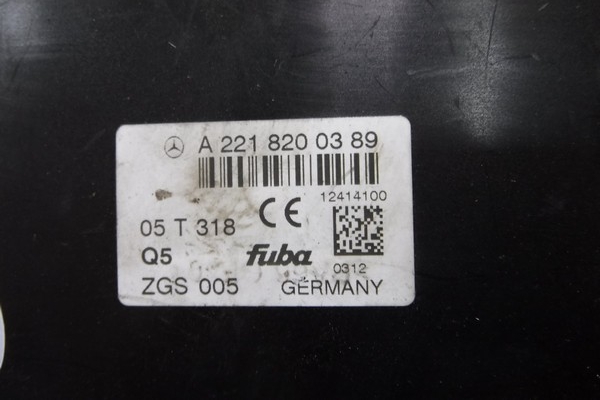 A 221 820 03 89
12414100
CE
05 T 318
Q5
fuba
0312
ZGS 005
GERMANY